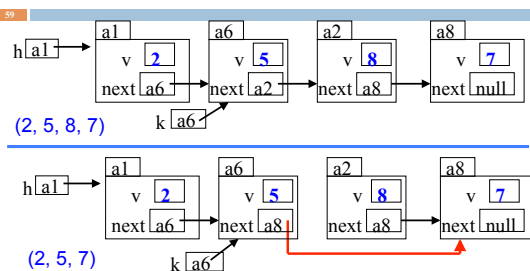 59
a1 a6 a2 a8
h a1 v 2 v 5 v 8 v 7
next a6 next a2 next a8 next null
(2, 5, 8, 7) k a6
a1 a6 a2 a8
h a1 v 2 v 5 v 8 v 7
next a6 next a8 next a8 next null
(2, 5, 7) k a6